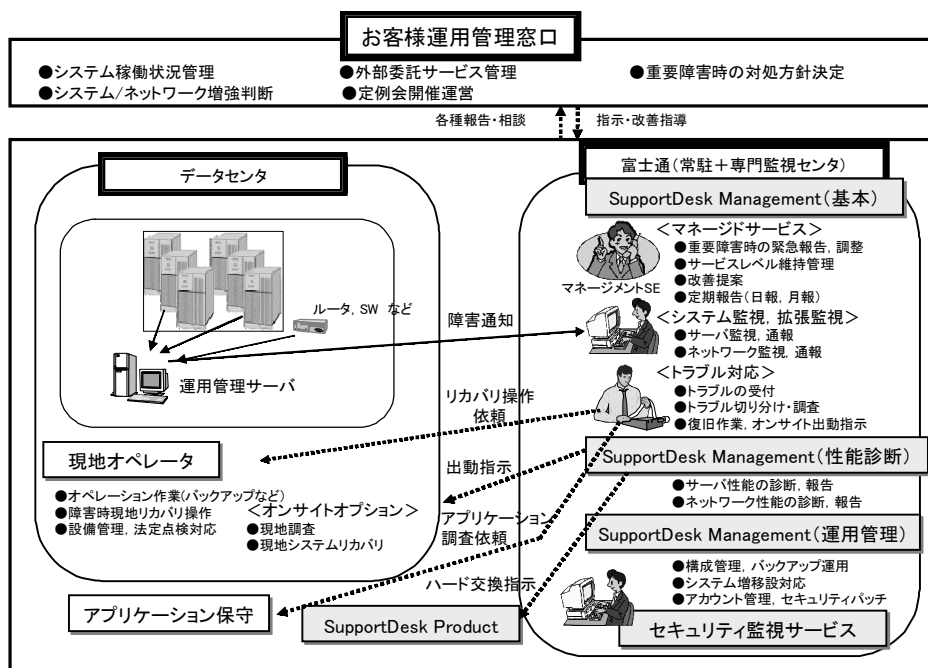 お客様運用管理窓口
●システム稼働状況管理
●システム/ネットワーク増強判断
●外部委託サービス管理
●定例会開催運営
●重要障害時の対処方針決定
各種報告・相談
指示・改善指導
データセンタ
ルータ, SW など
運用管理サーバ
現地オペレータ
●オペレーション作業(バックアップなど)
●障害時現地リカバリ操作
●設備管理, 法定点検対応
<オンサイトオプション>
●現地調査
●現地システムリカバリ
アプリケーション保守
SupportDesk Product
障害通知
リカバリ操作
依頼
出動指示
アプリケーション
調査依頼
ハード交換指示
富士通(常駐+専門監視センタ)
SupportDesk Management(基本)
マネージメントSE
<マネージドサービス>
●重要障害時の緊急報告, 調整
●サービスレベル維持管理
●改善提案
●定期報告(日報, 月報)
<システム監視, 拡張監視>
●サーバ監視, 通報
●ネットワーク監視, 通報
<トラブル対応>
●トラブルの受付
●トラブル切り分け・調査
●復旧作業, オンサイト出動指示
SupportDesk Management(性能診断)
●サーバ性能の診断, 報告
●ネットワーク性能の診断, 報告
SupportDesk Management(運用管理)
●構成管理, バックアップ運用
●システム増移設対応
●アカウント管理, セキュリティパッチ
セキュリティ監視サービス